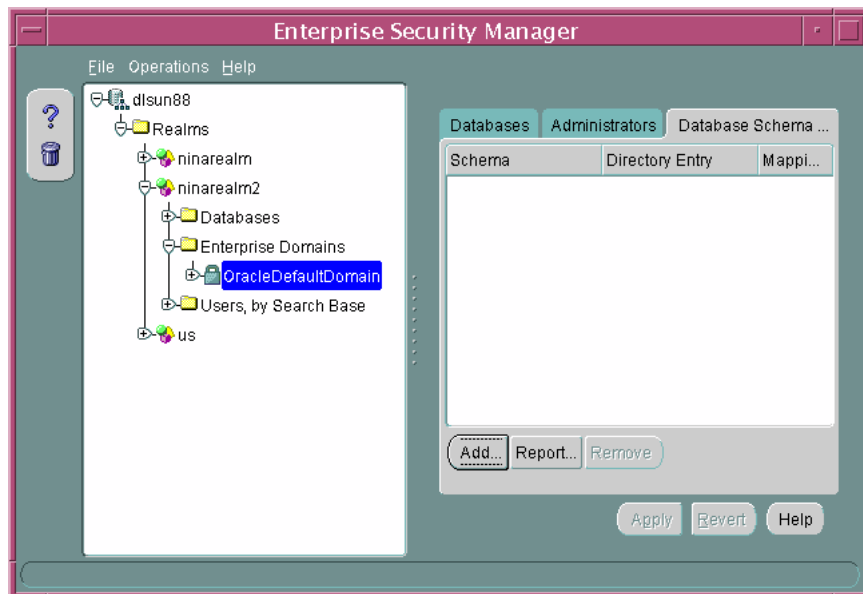 Enterprise Security Manager
File Operations Help
dlsun88
Realms
ninarealm
ninarealm2
Databases
Enterprise Domains
OracleDefaultDomain
Users, by Search Base
us
Databases Administrators Database Schema ...
Schema Directory Entry Mappi...
Add... Report... Remove
Apply Revert Help